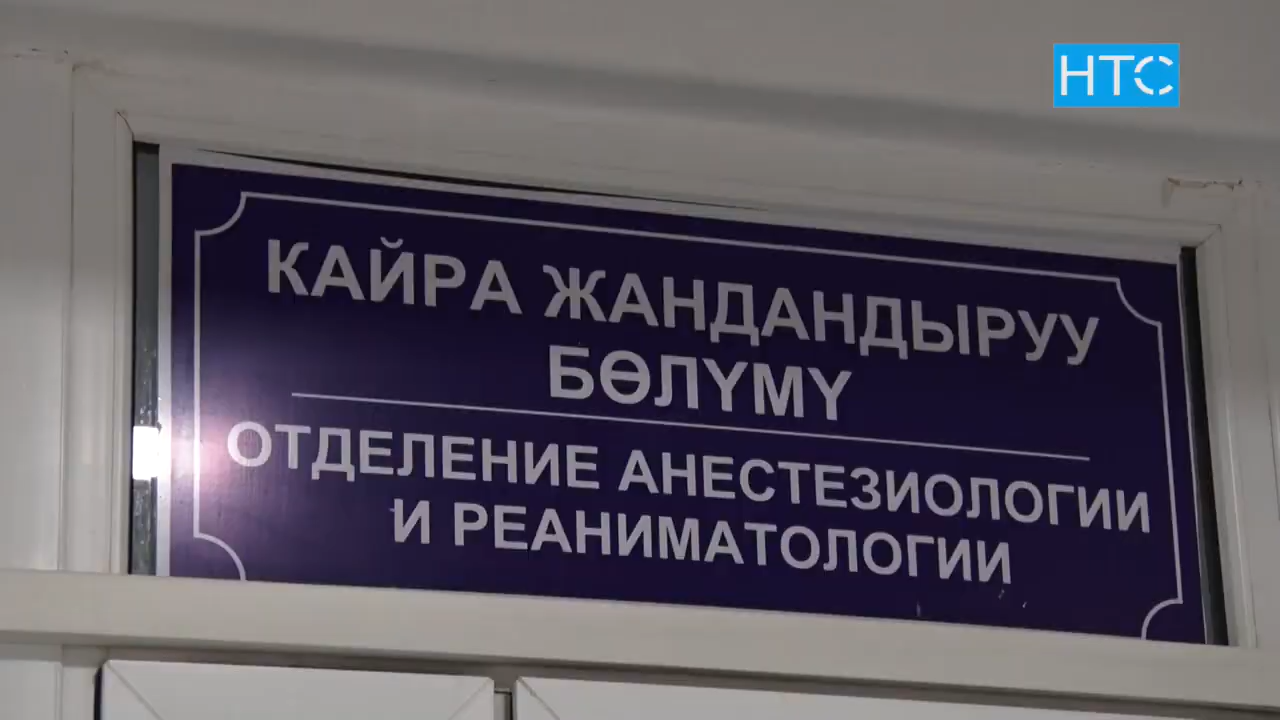 НТС
КАЙРА ЖАНДАНДЫРУУ
БӨЛҮМҮ
ОТДЕЛЕНИЕ АНЕСТЕЗИОЛОГИИ
И РЕАНИМАТОЛОГИИ